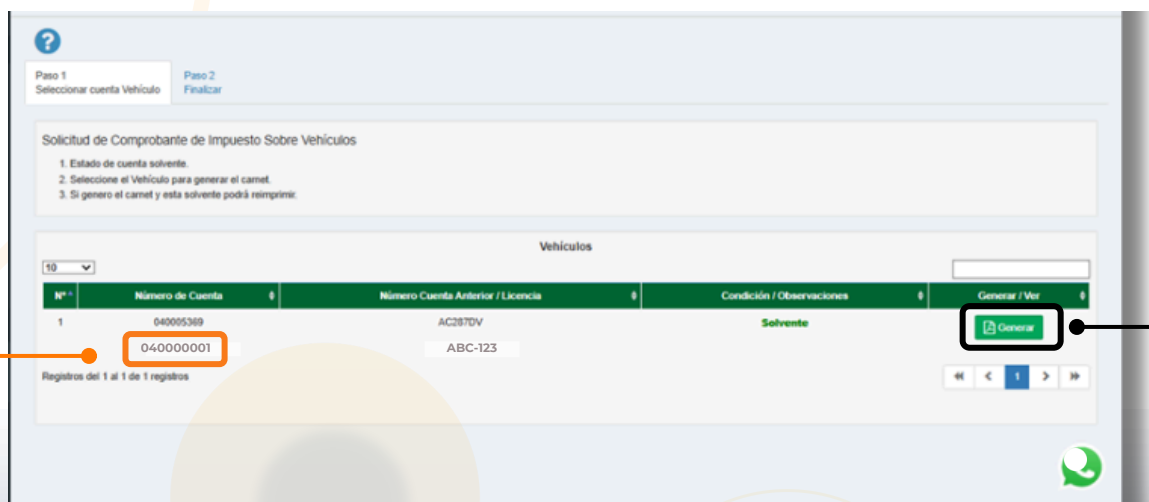 ?
Paso 1
Seleccionar cuenta Vehículo
Paso 2
Finalizar
Solicitud de Comprobante de Impuesto Sobre Vehículos
1. Estado de cuenta solvente.
2. Seleccione el Vehículo para generar el carnet.
3. Si genero el carnet y esta solvente podrá reimprimir.
Vehículos
10
Nº Número de Cuenta Número Cuenta Anterior / Licencia Condición / Observaciones Generar / Ver
1 040005369 AC287DV Solvente Generar
040000001 ABC-123
Registros del 1 al 1 de 1 registros
1